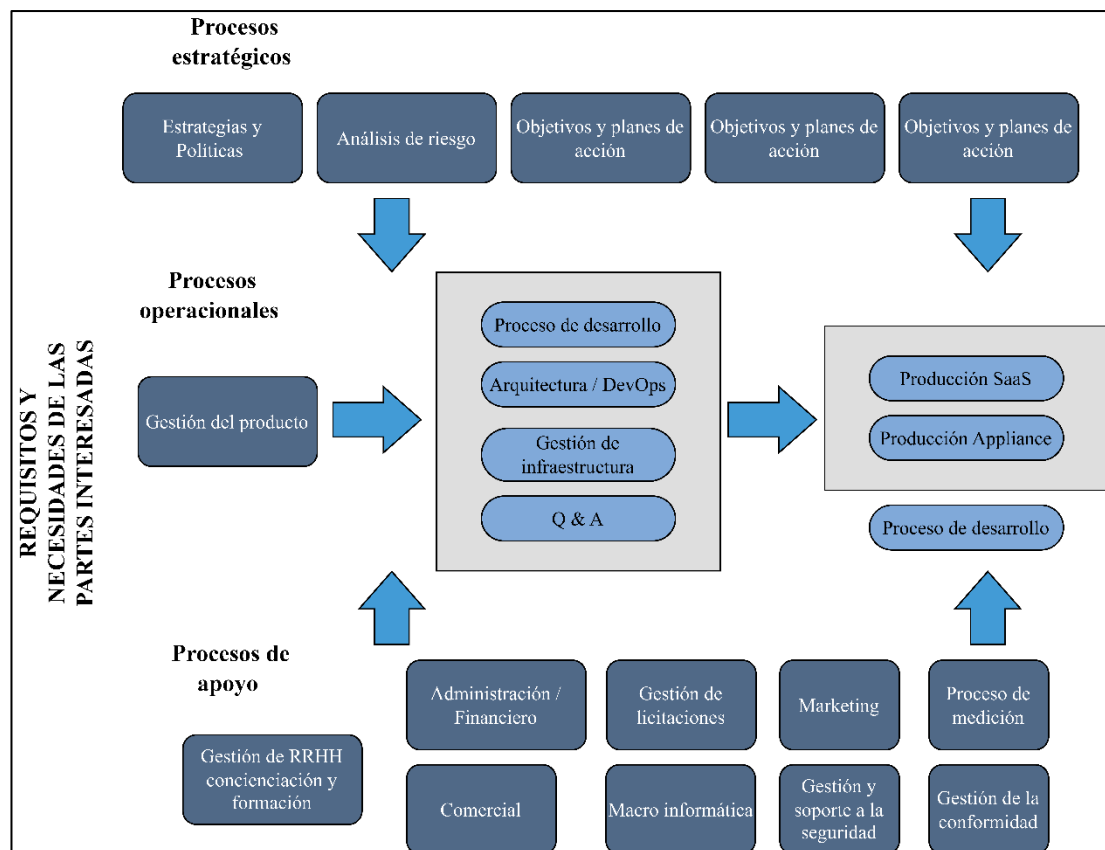 Procesos
estratégicos
Estrategias y
Políticas
Análisis de riesgo
Objetivos y planes de
acción
Objetivos y planes de
acción
Objetivos y planes de
acción
REQUISITOS Y
NECESIDADES DE LAS
PARTES INTERESADAS
Procesos
operacionales
Gestión del producto
Proceso de desarrollo
Arquitectura / DevOps
Gestión de
infraestructura
Q & A
Producción SaaS
Producción Appliance
Proceso de desarrollo
Procesos de
apoyo
Gestión de RRHH
concienciación y
formación
Administración /
Financiero
Gestión de
licitaciones
Marketing
Proceso de
medición
Comercial
Macro informática
Gestión y
soporte a la
seguridad
Gestión de la
conformidad